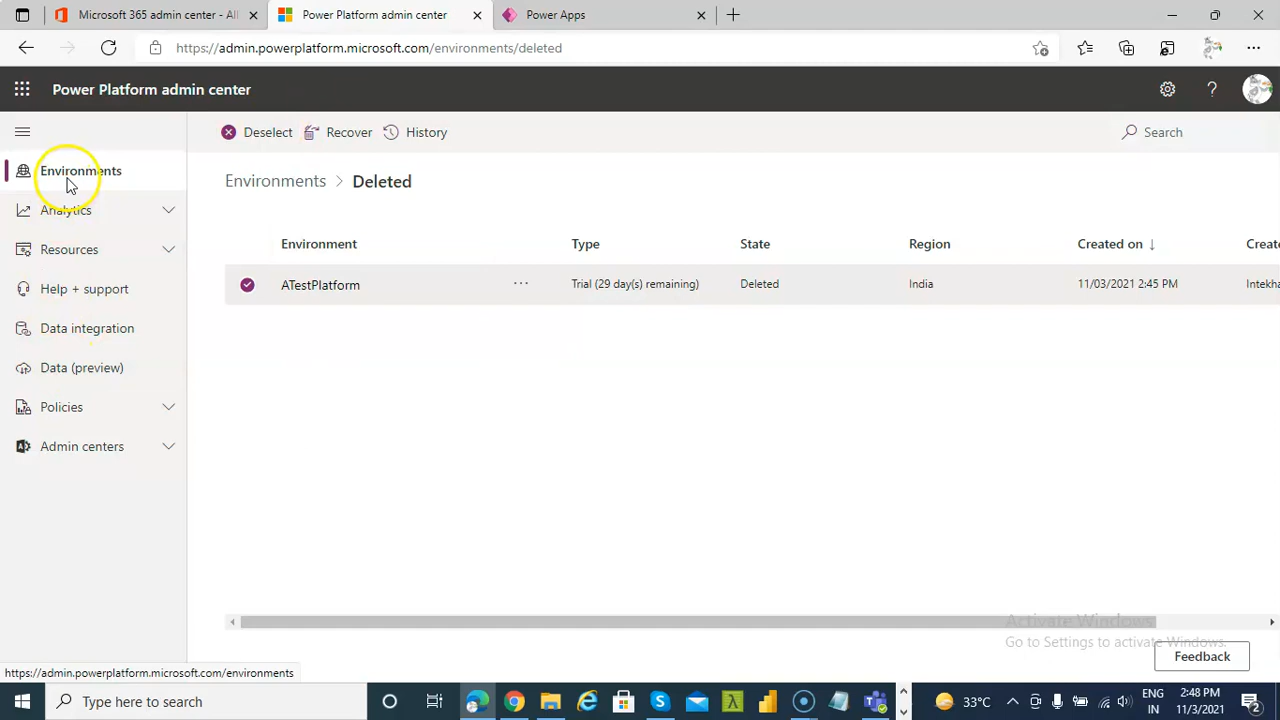 Microsoft 365 admin center - All
Power Platform admin center
Power Apps
https://admin.powerplatform.microsoft.com/environments/deleted
Power Platform admin center
Deselect
Recover
History
Search
Environments
Analytics
Resources
Help + support
Data integration
Data (preview)
Policies
Admin centers
Environments > Deleted
Environment Type State Region Created on ↓ Create
ATestPlatform ... Trial (29 day(s) remaining) Deleted India 11/03/2021 2:45 PM Intekha
Activate Windows
Go to Settings to activate Windows.
Feedback
https://admin.powerplatform.microsoft.com/environments
Type here to search
33°C
ENG
IN
2:48 PM
11/3/2021
2